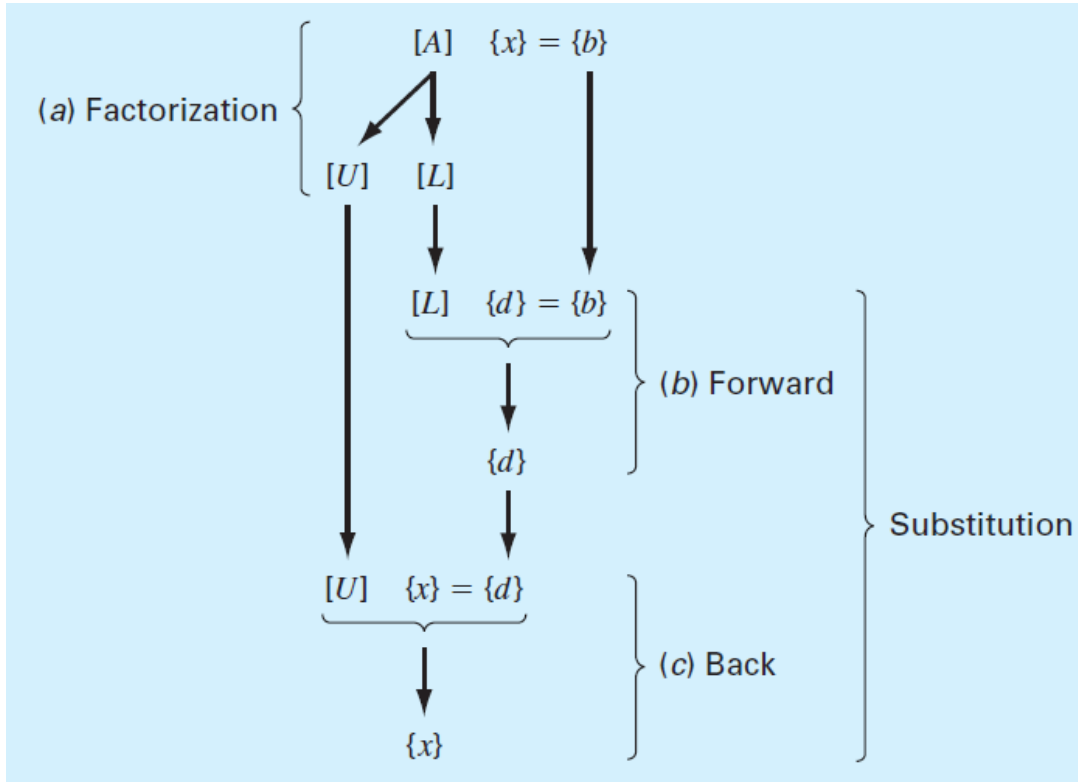 [A] {x} = {b}
(a) Factorization
[U] [L]
[L] {d} = {b}
(b) Forward
{d}
Substitution
[U] {x} = {d}
(c) Back
{x}